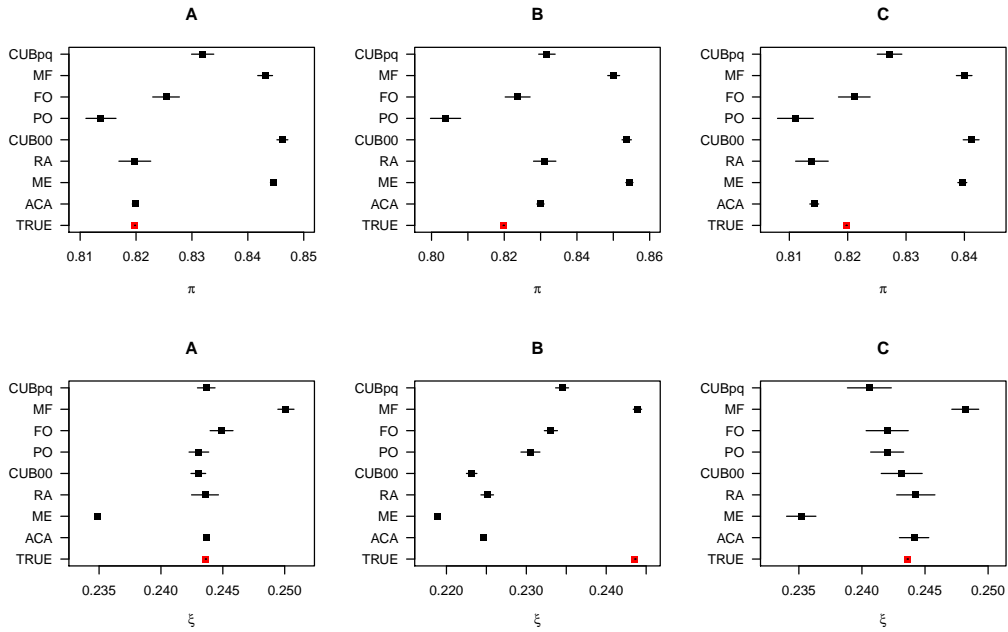 A
CUBpq
MF
FO
PO
CUB00
RA
ME
ACA
TRUE
0.81
0.82
0.83
0.84
0.85
π
B
CUBpq
MF
FO
PO
CUB00
RA
ME
ACA
TRUE
0.80
0.82
0.84
0.86
π
C
CUBpq
MF
FO
PO
CUB00
RA
ME
ACA
TRUE
0.81
0.82
0.83
0.84
π
A
CUBpq
MF
FO
PO
CUB00
RA
ME
ACA
TRUE
0.235
0.240
0.245
0.250
ξ
B
CUBpq
MF
FO
PO
CUB00
RA
ME
ACA
TRUE
0.220
0.230
0.240
ξ
C
CUBpq
MF
FO
PO
CUB00
RA
ME
ACA
TRUE
0.235
0.240
0.245
0.250
ξ